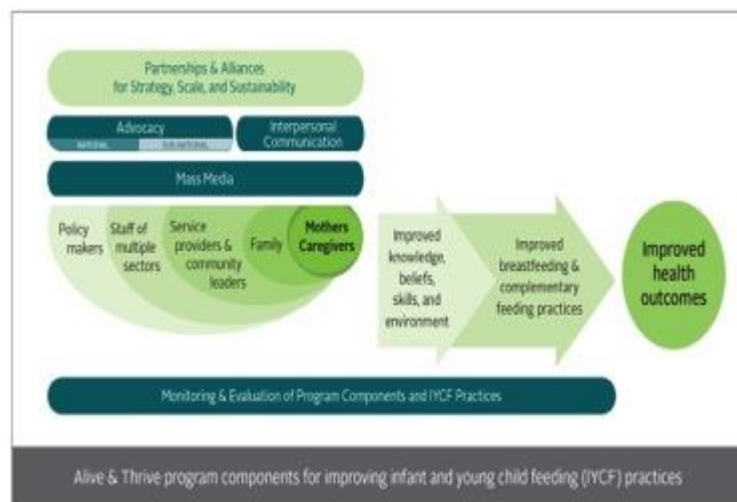 Partnerships & Alliances
for Strategy, Scale, and Sustainability
Advocacy
NATIONAL
SUB-NATIONAL
Interpersonal
Communication
Mass Media
Policy
makers
Staff of
multiple
sectors
Service
providers &
community
leaders
Family
Mothers
Caregivers
Improved
knowledge,
beliefs,
skills, and
environment
Improved
breastfeeding &
complementary
feeding practices
Improved
health
outcomes
Monitoring & Evaluation of Program Components and IYCF Practices
Alive & Thrive program components for improving infant and young child feeding (IYCF) practices